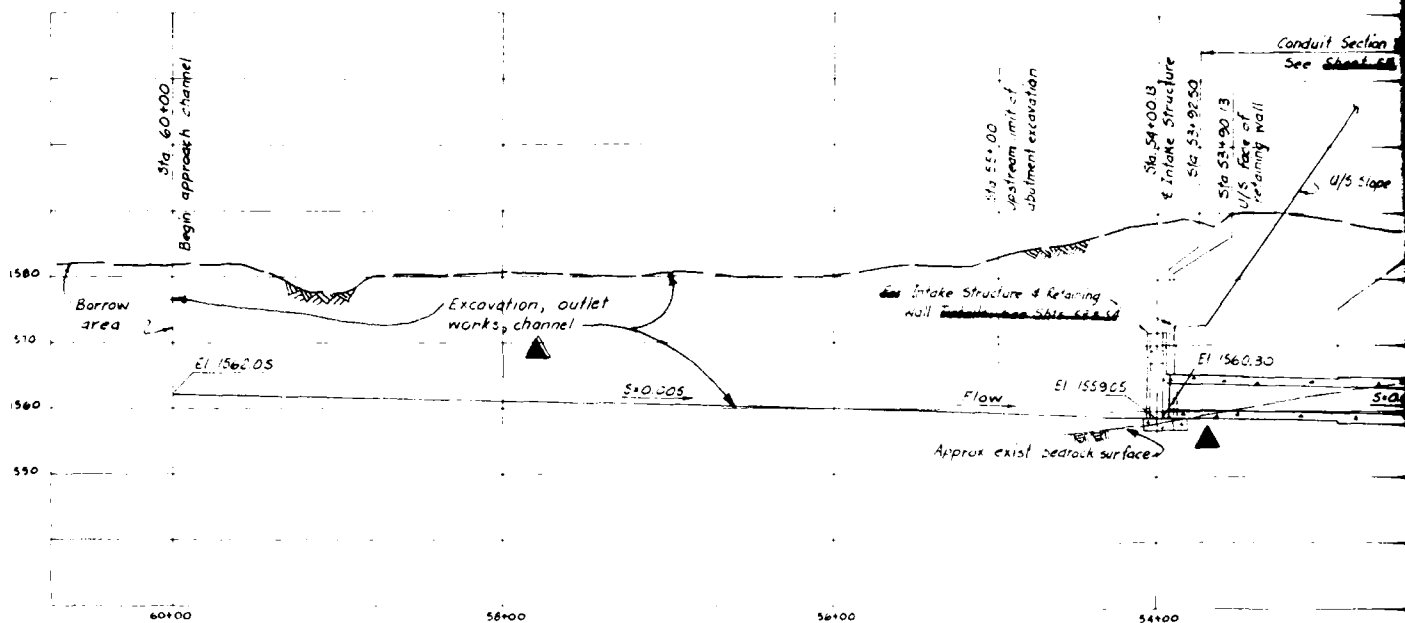 Conduit Section
See Sheet
Sta 60+00
Begin approach channel
Sta 55+00
upstream limit of
abutment excavation
Sta. 54+00.13
¢ Intake Structure
Sta 53+92.50
Sta 53+90.13
U/S Face of
retaining wall
U/S Slope
1580
Borrow
area
Excavation, outlet
works, channel
Intake Structure & Retaining
Wall
1570
El 1562.05
S=0.005
Flow
El 1559.05
El 1560.30
1560
Approx exist bedrock surface
60+00
58+00
56+00
54+00